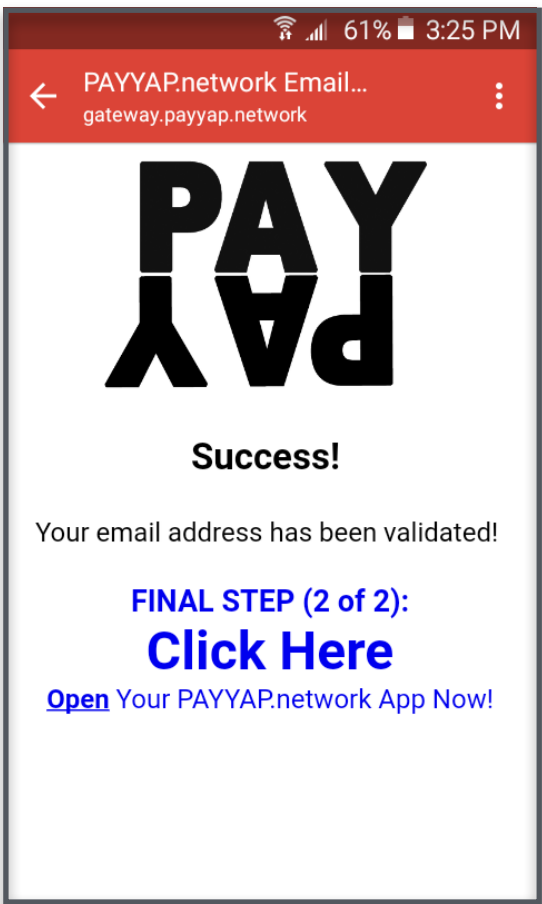 61% 3:25 PM
PAYYAP.network Email...
gateway.payyap.network
PAY
PAY
Success!
Your email address has been validated!
FINAL STEP (2 of 2):
Click Here
Open Your PAYYAP.network App Now!